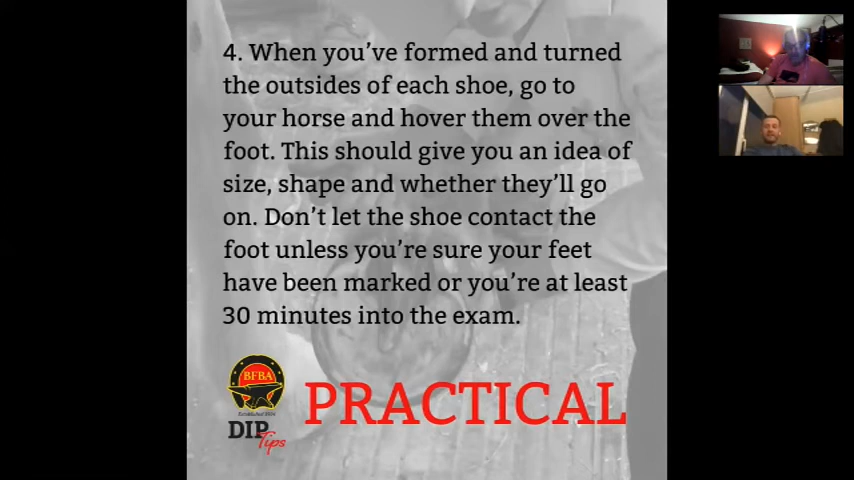 4. When you've formed and turned
the outsides of each shoe, go to
your horse and hover them over the
foot. This should give you an idea of
size, shape and whether they'll go
on. Don't let the shoe contact the
foot unless you're sure your feet
have been marked or you're at least
30 minutes into the exam.
BFBA
Established 1976
DIP
Tips
PRACTICAL